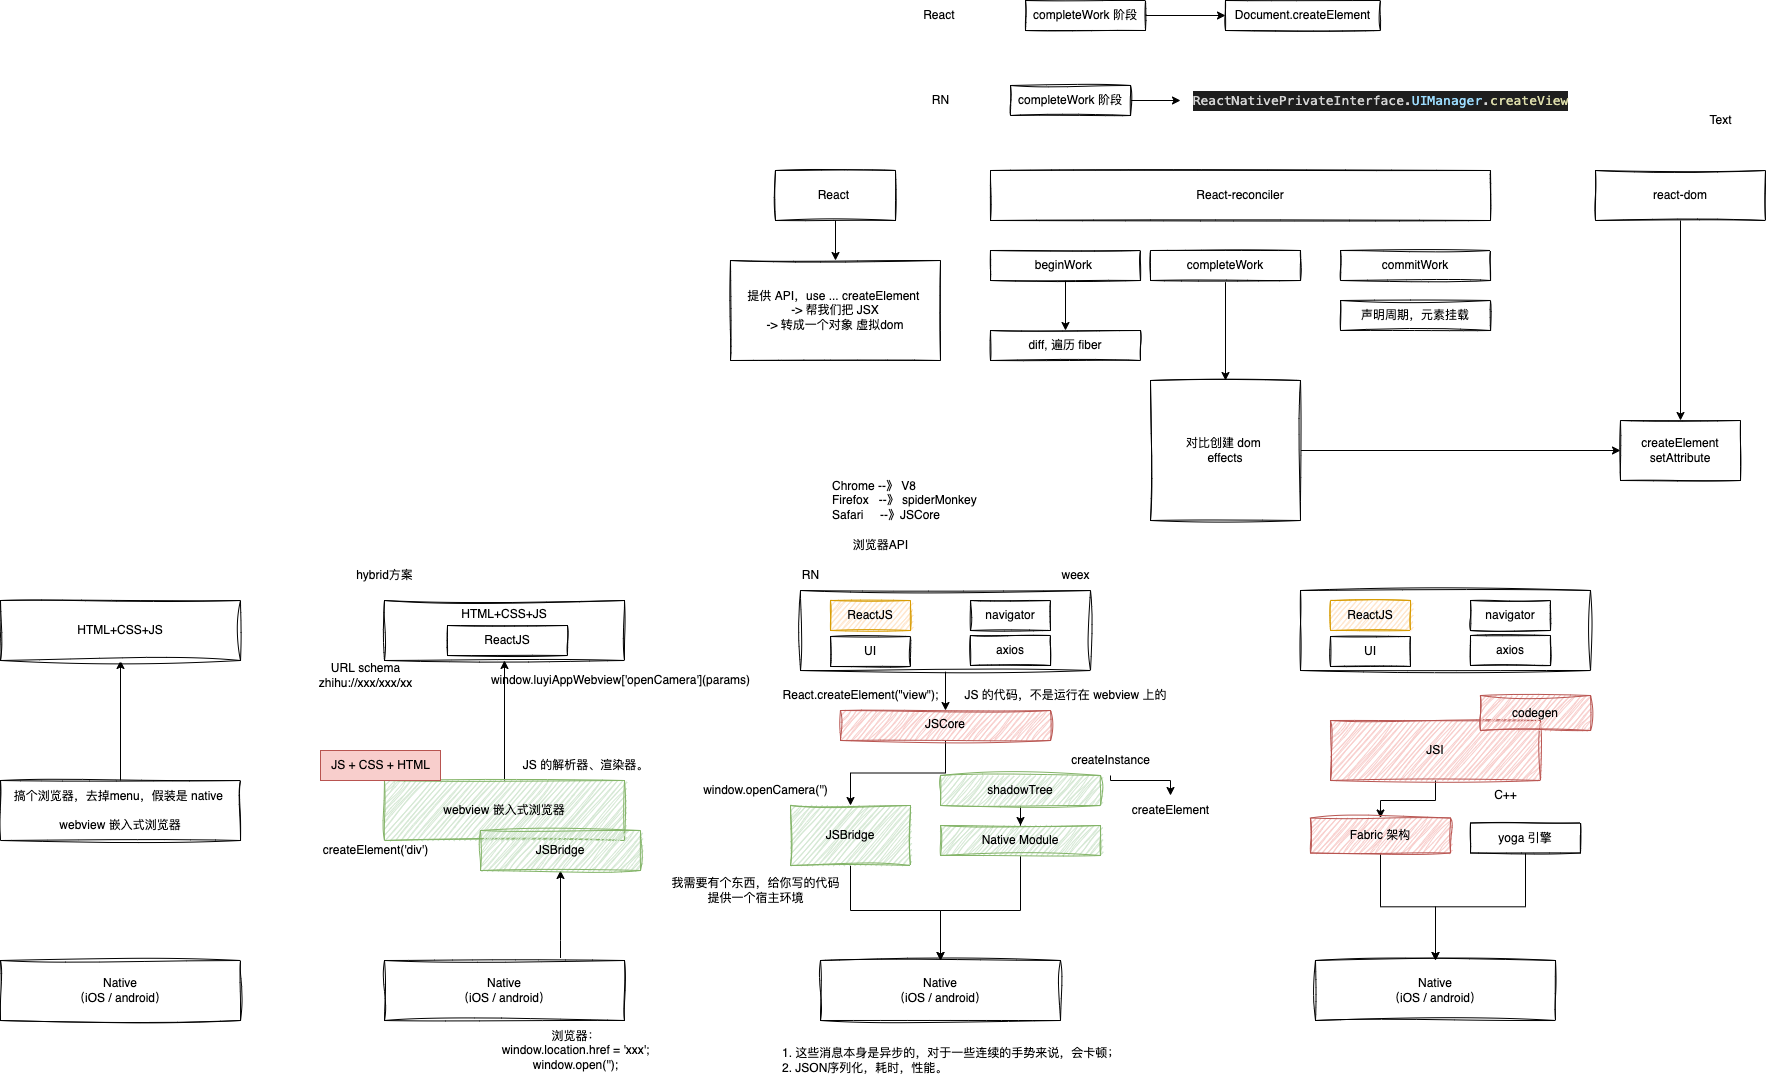 React
completeWork 阶段
Document.createElement
RN
completeWork 阶段
ReactNativePrivateInterface.UIManager.createView
Text
React
React-reconciler
react-dom
beginWork
completeWork
commitWork
提供 API，use ... createElement
-> 帮我们把 JSX
-> 转成一个对象 虚拟dom
声明周期，元素挂载
diff, 遍历 fiber
对比创建 dom
effects
createElement
setAttribute
Chrome --》 V8
Firefox --》 spiderMonkey
Safari --》JSCore
浏览器API
HTML+CSS+JS
搞个浏览器，去掉menu，假装是 native
webview 嵌入式浏览器
Native
（iOS / android）
hybrid方案
HTML+CSS+JS
ReactJS
URL schema
zhihu://xxx/xxx/xx
window.luyiAppWebview['openCamera'](params)
JS + CSS + HTML
JS 的解析器、渲染器。
webview 嵌入式浏览器
createElement('div')
JSBridge
Native
（iOS / android）
浏览器：
window.location.href = 'xxx';
window.open('');
RN
weex
ReactJS
navigator
UI
axios
React.createElement("view");
JS 的代码，不是运行在 webview 上的
JSCore
createInstance
window.openCamera('')
shadowTree
createElement
JSBridge
Native Module
我需要有个东西，给你写的代码
提供一个宿主环境
Native
（iOS / android）
1. 这些消息本身是异步的，对于一些连续的手势来说，会卡顿；
2. JSON序列化，耗时，性能。
ReactJS
navigator
UI
axios
codegen
JSI
C++
Fabric 架构
yoga 引擎
Native
（iOS / android）